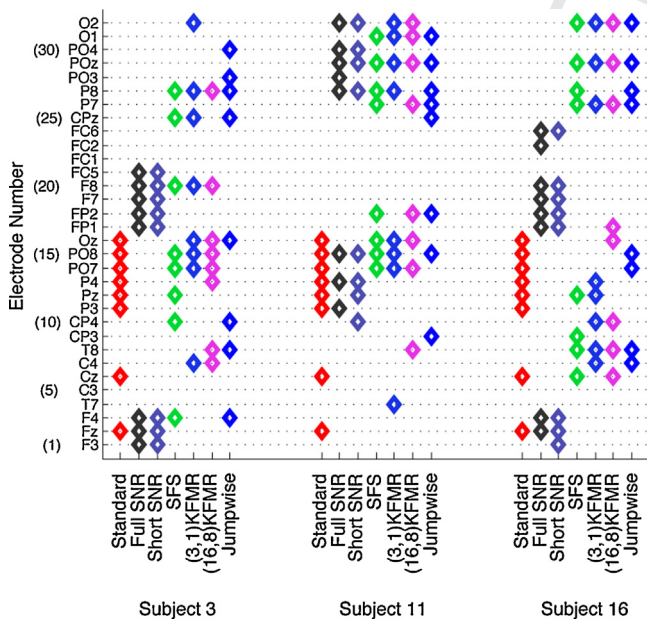 Electrode Number
O2
O1
(30) PO4
POz
PO3
P8
P7
(25) CPz
FC6
FC2
FC1
FC5
(20) F8
F7
FP2
FP1
Oz
(15) PO8
PO7
P4
Pz
P3
(10) CP4
CP3
T8
C4
Cz
(5) C3
T7
F4
Fz
(1) F3
Standard
Full SNR
Short SNR
SFS
(3,1)KFMR
(16,8)KFMR
Jumpwise
Standard
Full SNR
Short SNR
SFS
(3,1)KFMR
(16,8)KFMR
Jumpwise
Standard
Full SNR
Short SNR
SFS
(3,1)KFMR
(16,8)KFMR
Jumpwise
Subject 3
Subject 11
Subject 16